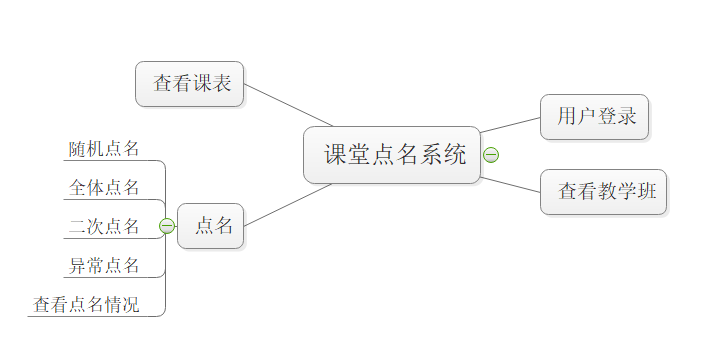 查看课表
用户登录
课堂点名系统
随机点名
全体点名
查看教学班
二次点名
点名
异常点名
查看点名情况